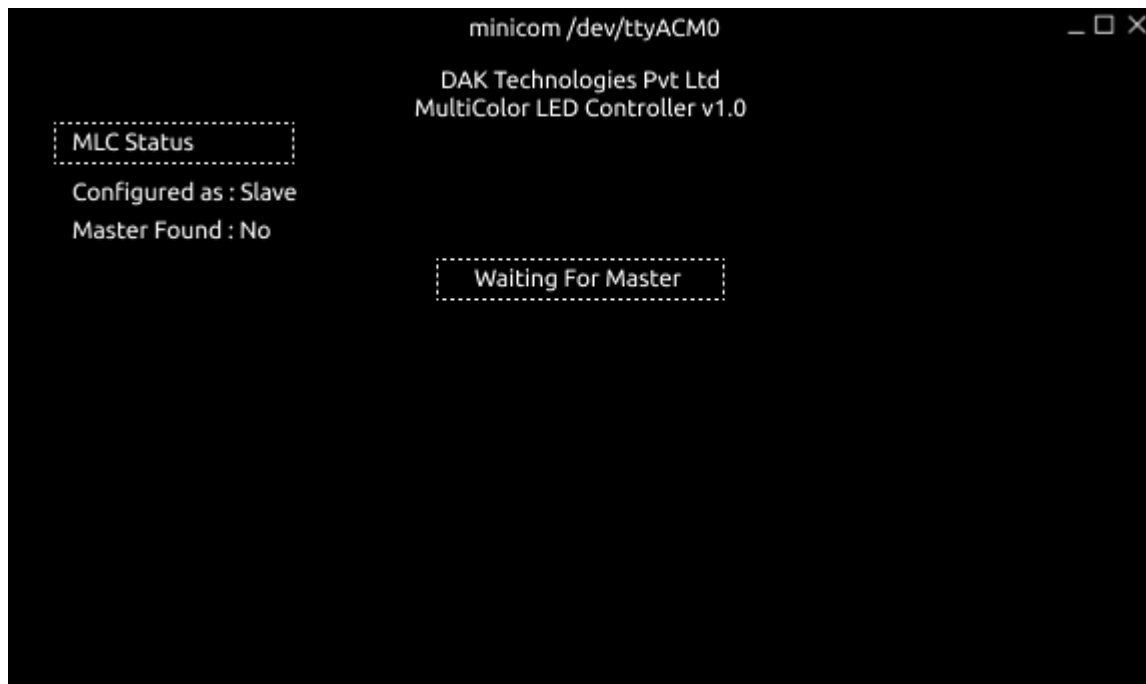 minicom /dev/ttyACM0
DAK Technologies Pvt Ltd
MultiColor LED Controller v1.0
MLC Status
Configured as : Slave
Master Found : No
Waiting For Master